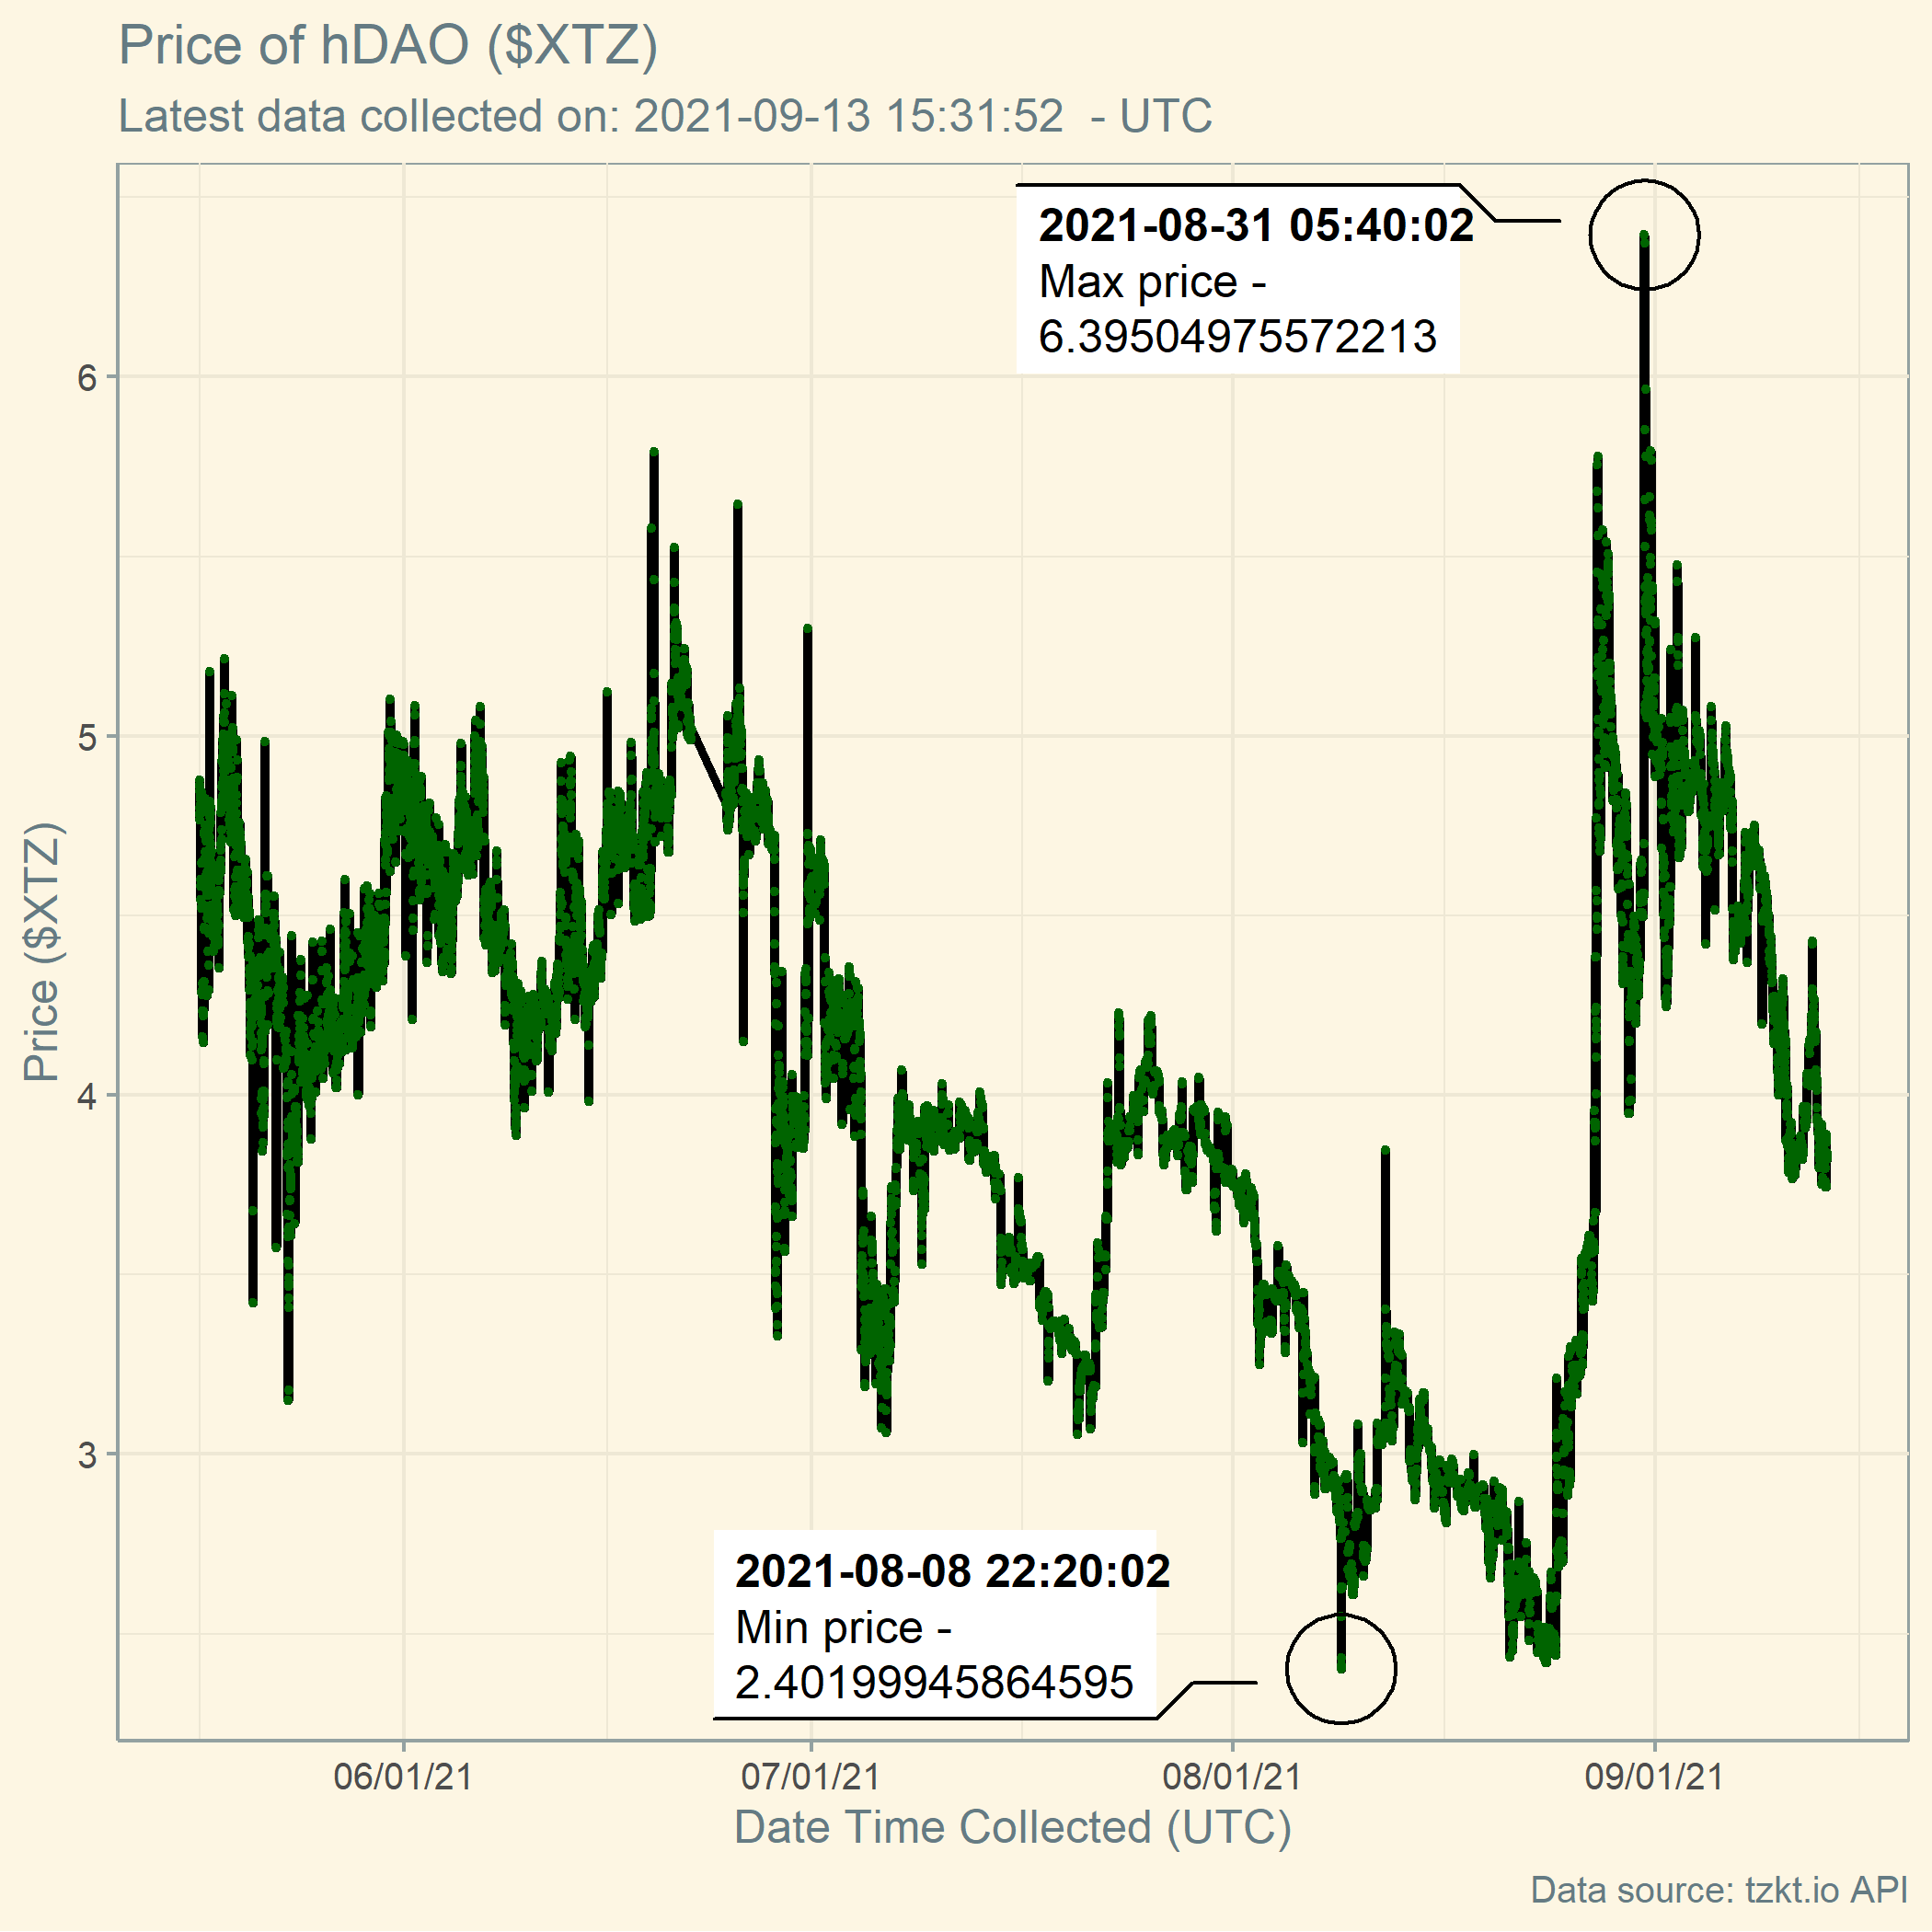 Price of hDAO ($XTZ)
Latest data collected on: 2021-09-13 15:31:52  - UTC
2021-08-31 05:40:02
Max price -
6.39504975572213
6
5
Price ($XTZ)
4
3
2021-08-08 22:20:02
Min price -
2.40199945864595
06/01/21 07/01/21 08/01/21 09/01/21
Date Time Collected (UTC)
Data source: tzkt.io API